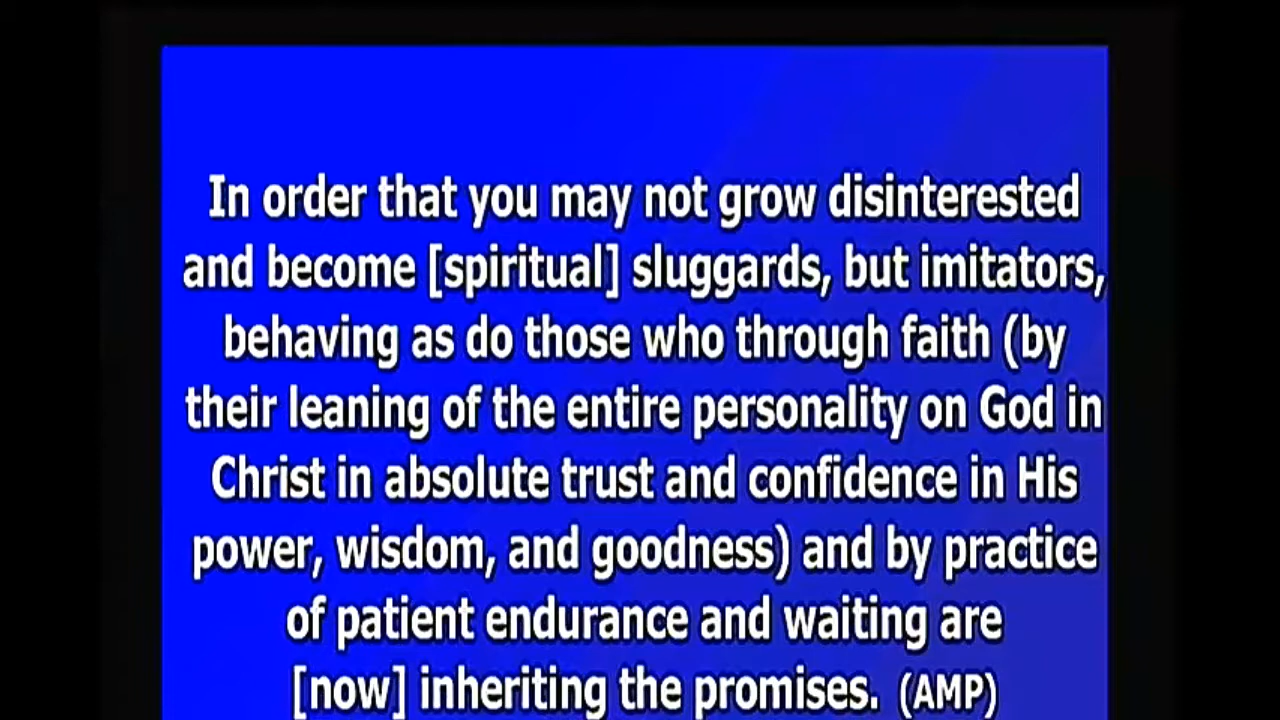 In order that you may not grow disinterested
and become [spiritual] sluggards, but imitators,
behaving as do those who through faith (by
their leaning of the entire personality on God in
Christ in absolute trust and confidence in His
power, wisdom, and goodness) and by practice
of patient endurance and waiting are
[now] inheriting the promises. (AMP)